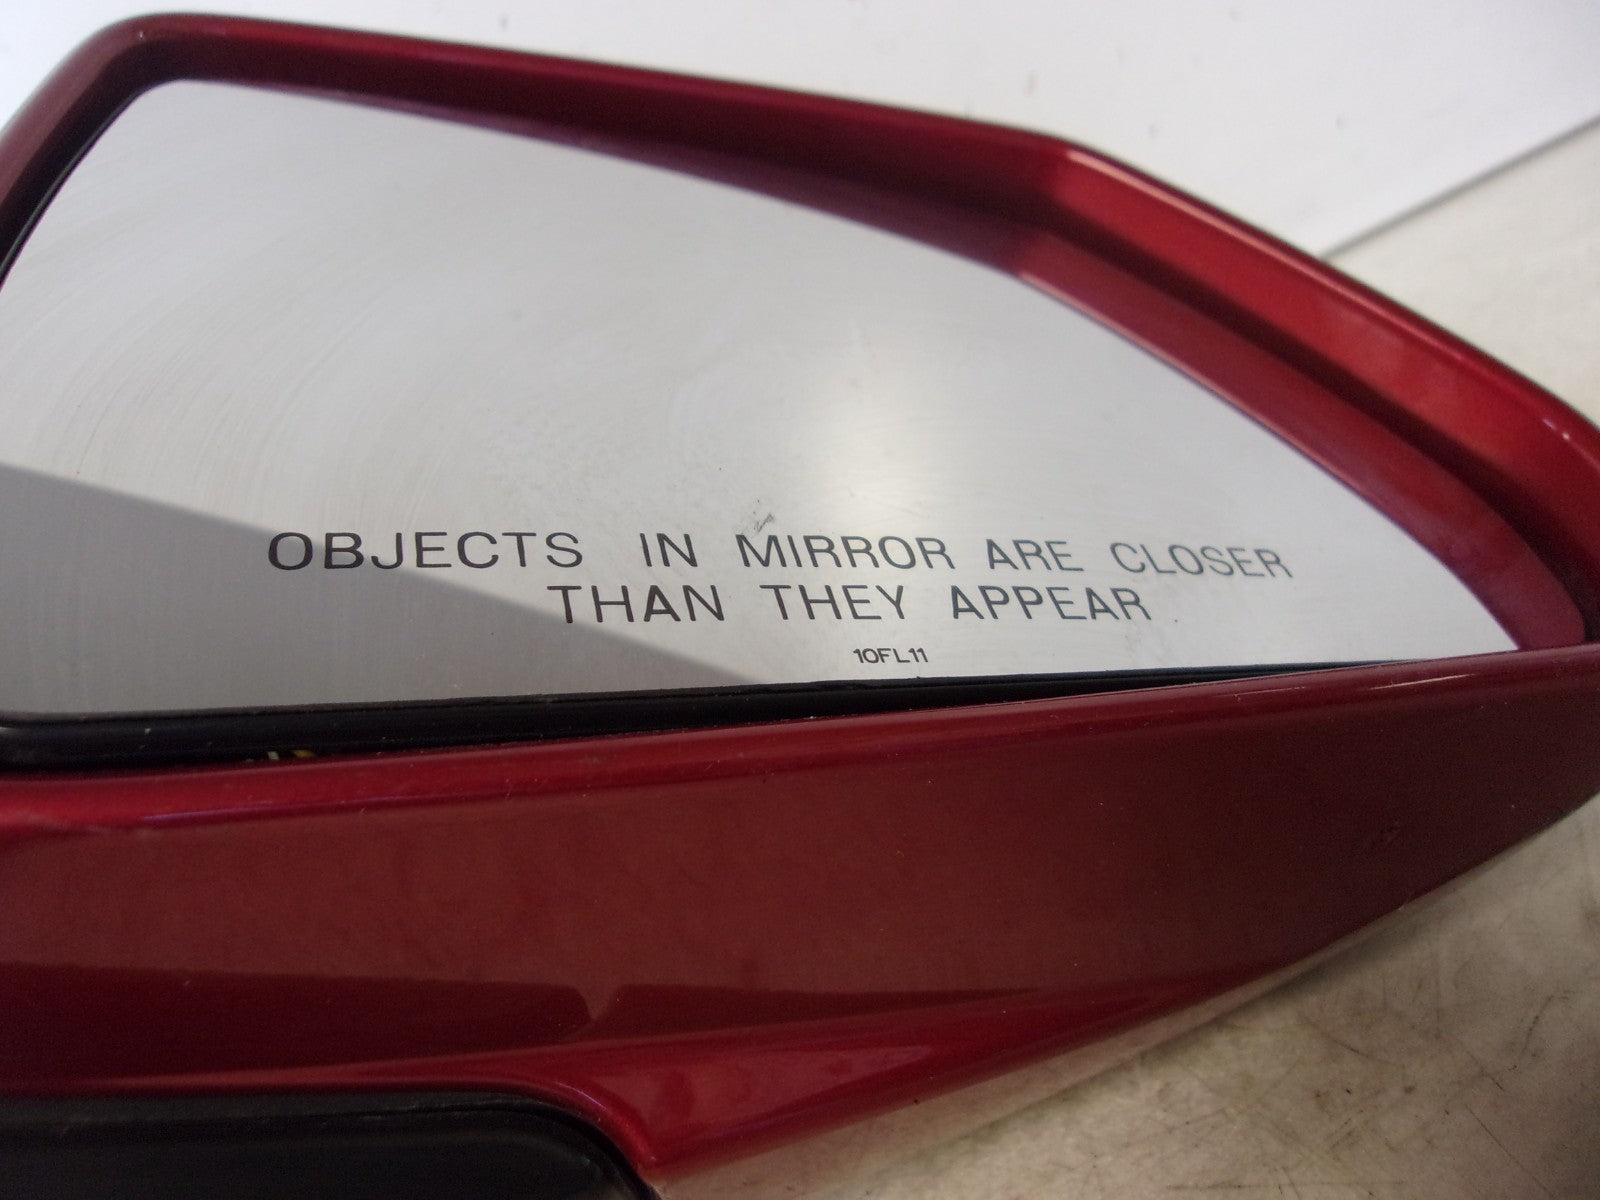 OBJECTS IN MIRROR ARE CLOSER
THAN THEY APPEAR
10FL11